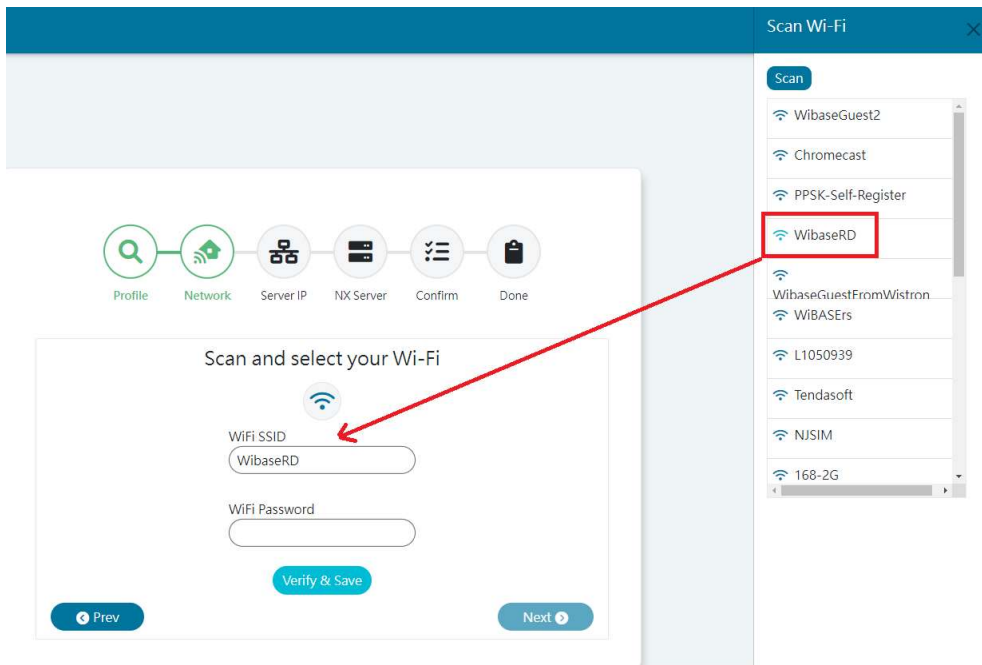 Scan Wi-Fi
Scan
WibaseGuest2
Chromecast
PPSK-Self-Register
WibaseRD
WibaseGuestFromWistron
WiBASErs
L1050939
Tendasoft
NJSIM
168-2G
Profile Network Server IP NX Server Confirm Done
Scan and select your Wi-Fi
WiFi SSID
WibaseRD
WiFi Password
Verify & Save
Prev Next